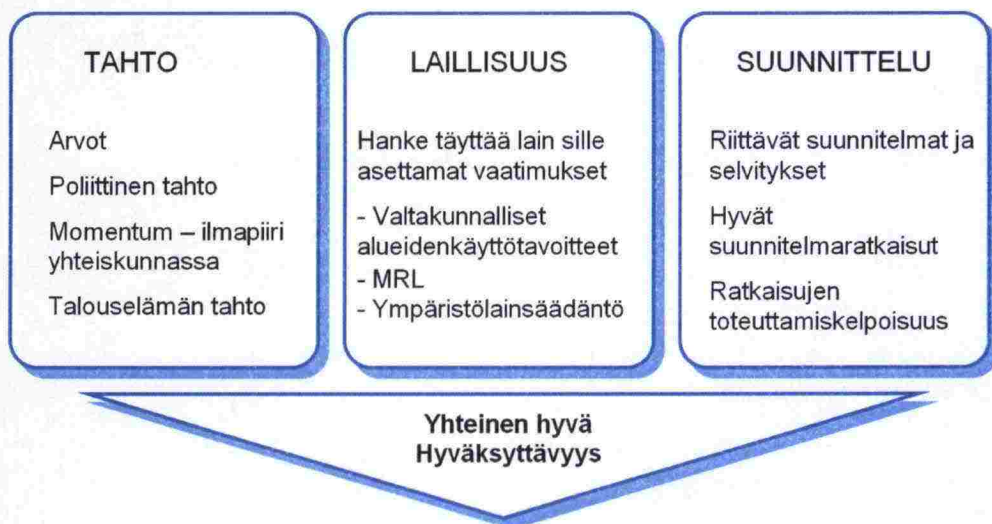 TAHTO
Arvot
Poliittinen tahto
Momentum – ilmapiiri
yhteiskunnassa
Talouselämän tahto
LAILLISUUS
Hanke täyttää lain sille
asettamat vaatimukset
- Valtakunnalliset
alueidenkäyttötavoitteet
- MRL
- Ympäristölainsäädäntö
SUUNNITTELU
Riittävät suunnitelmat ja
selvitykset
Hyvät
suunnitelmaratkaisut
Ratkaisujen
toteuttamiskelpoisuus
Yhteinen hyvä
Hyväksyttävyys